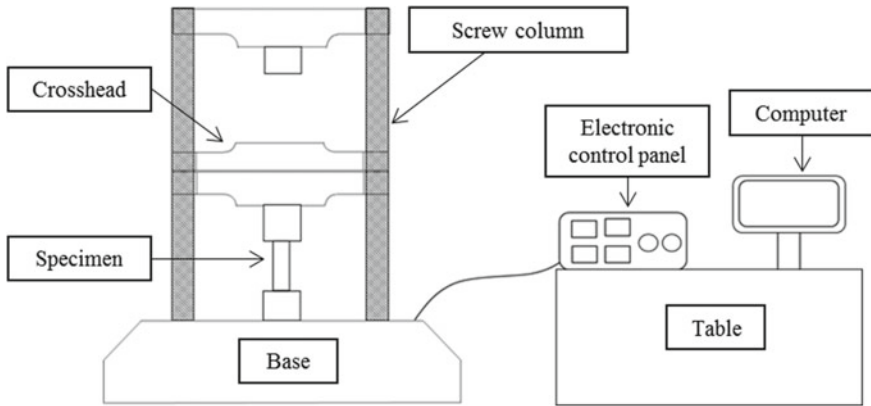 Screw column
Crosshead
Computer
Electronic
control panel
Specimen
Base
Table